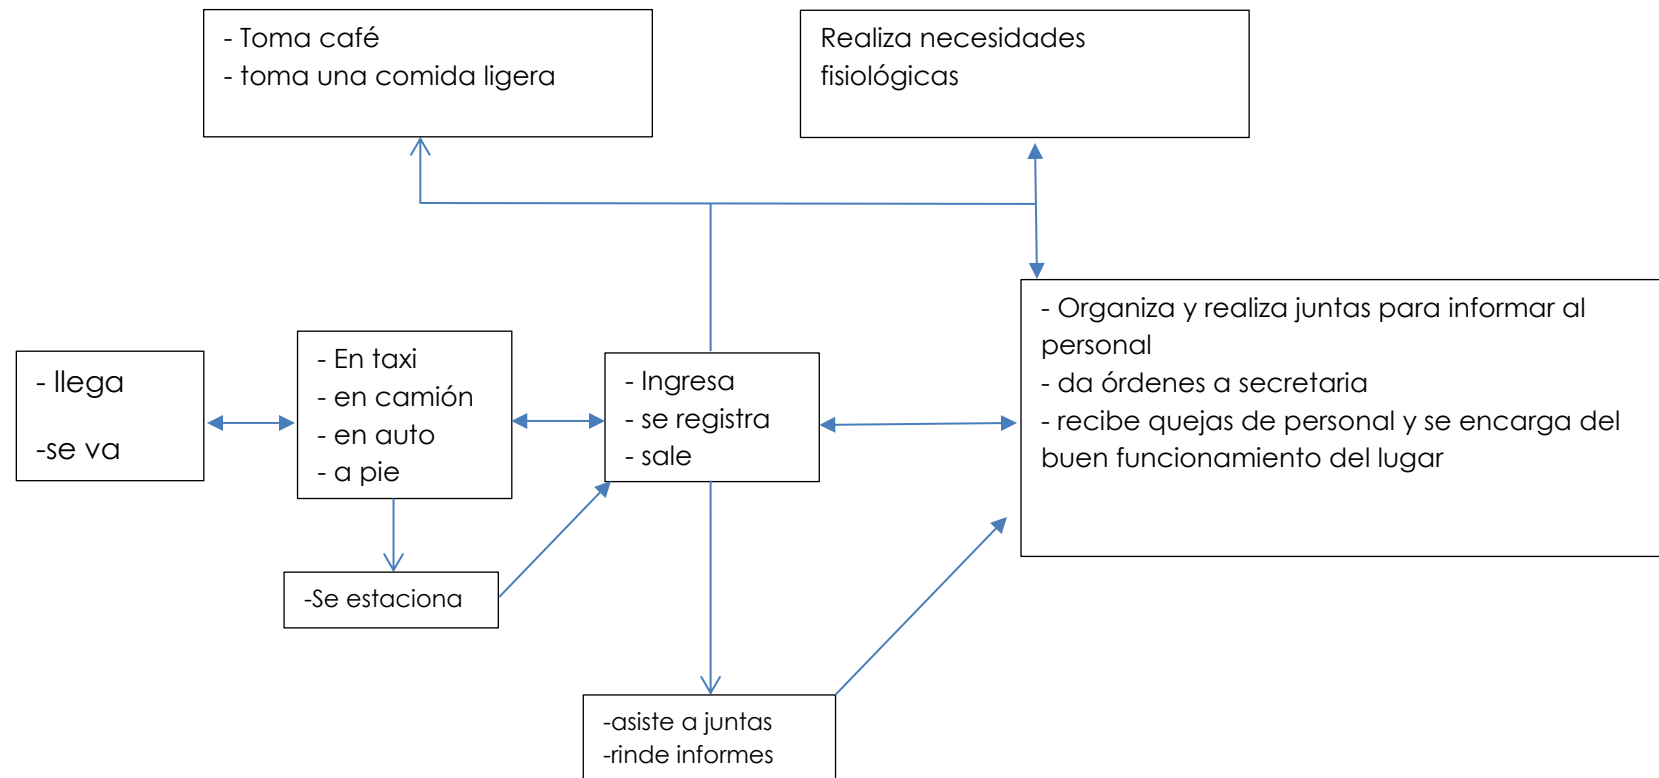 - Toma café
- toma una comida ligera
Realiza necesidades
fisiológicas
- llega
-se va
- En taxi
- en camión
- en auto
- a pie
- Ingresa
- se registra
- sale
- Organiza y realiza juntas para informar al
personal
- da órdenes a secretaria
- recibe quejas de personal y se encarga del
buen funcionamiento del lugar
-Se estaciona
-asiste a juntas
-rinde informes